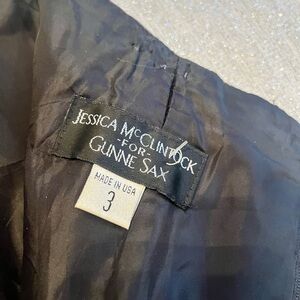 JESSICA McCLINTOCK
-FOR-
GUNNE SAX
MADE IN USA
3